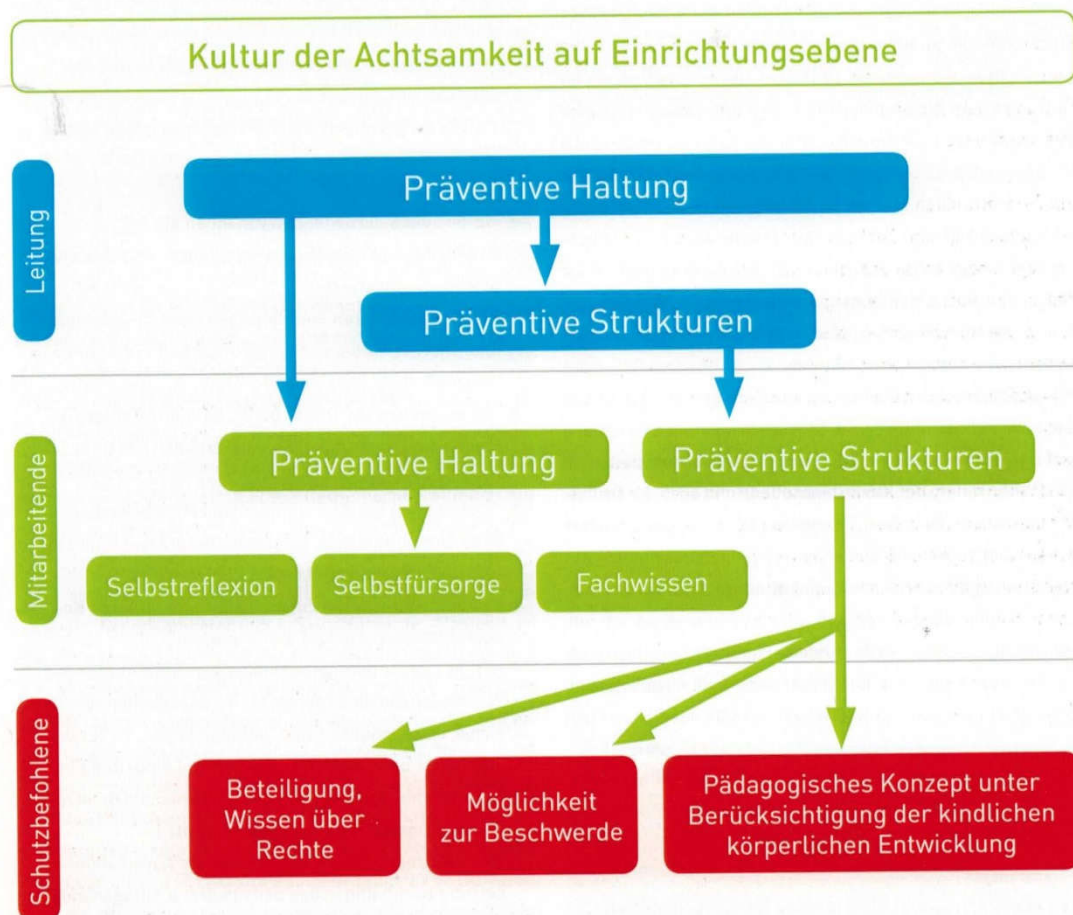 Kultur der Achtsamkeit auf Einrichtungsebene
Leitung
Präventive Haltung
Präventive Strukturen
Mitarbeitende
Präventive Haltung
Präventive Strukturen
Selbstreflexion
Selbstfürsorge
Fachwissen
Schutzbefohlene
Beteiligung,
Wissen über
Rechte
Möglichkeit
zur Beschwerde
Pädagogisches Konzept unter
Berücksichtigung der kindlichen
körperlichen Entwicklung